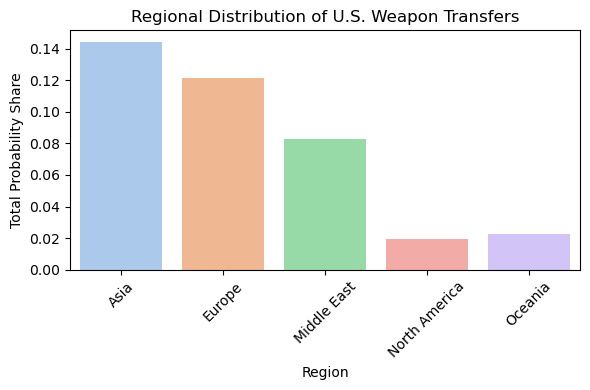 Regional Distribution of U.S. Weapon Transfers
Total Probability Share
0.14
0.12
0.10
0.08
0.06
0.04
0.02
0.00
Asia
Europe
Middle East
North America
Oceania
Region